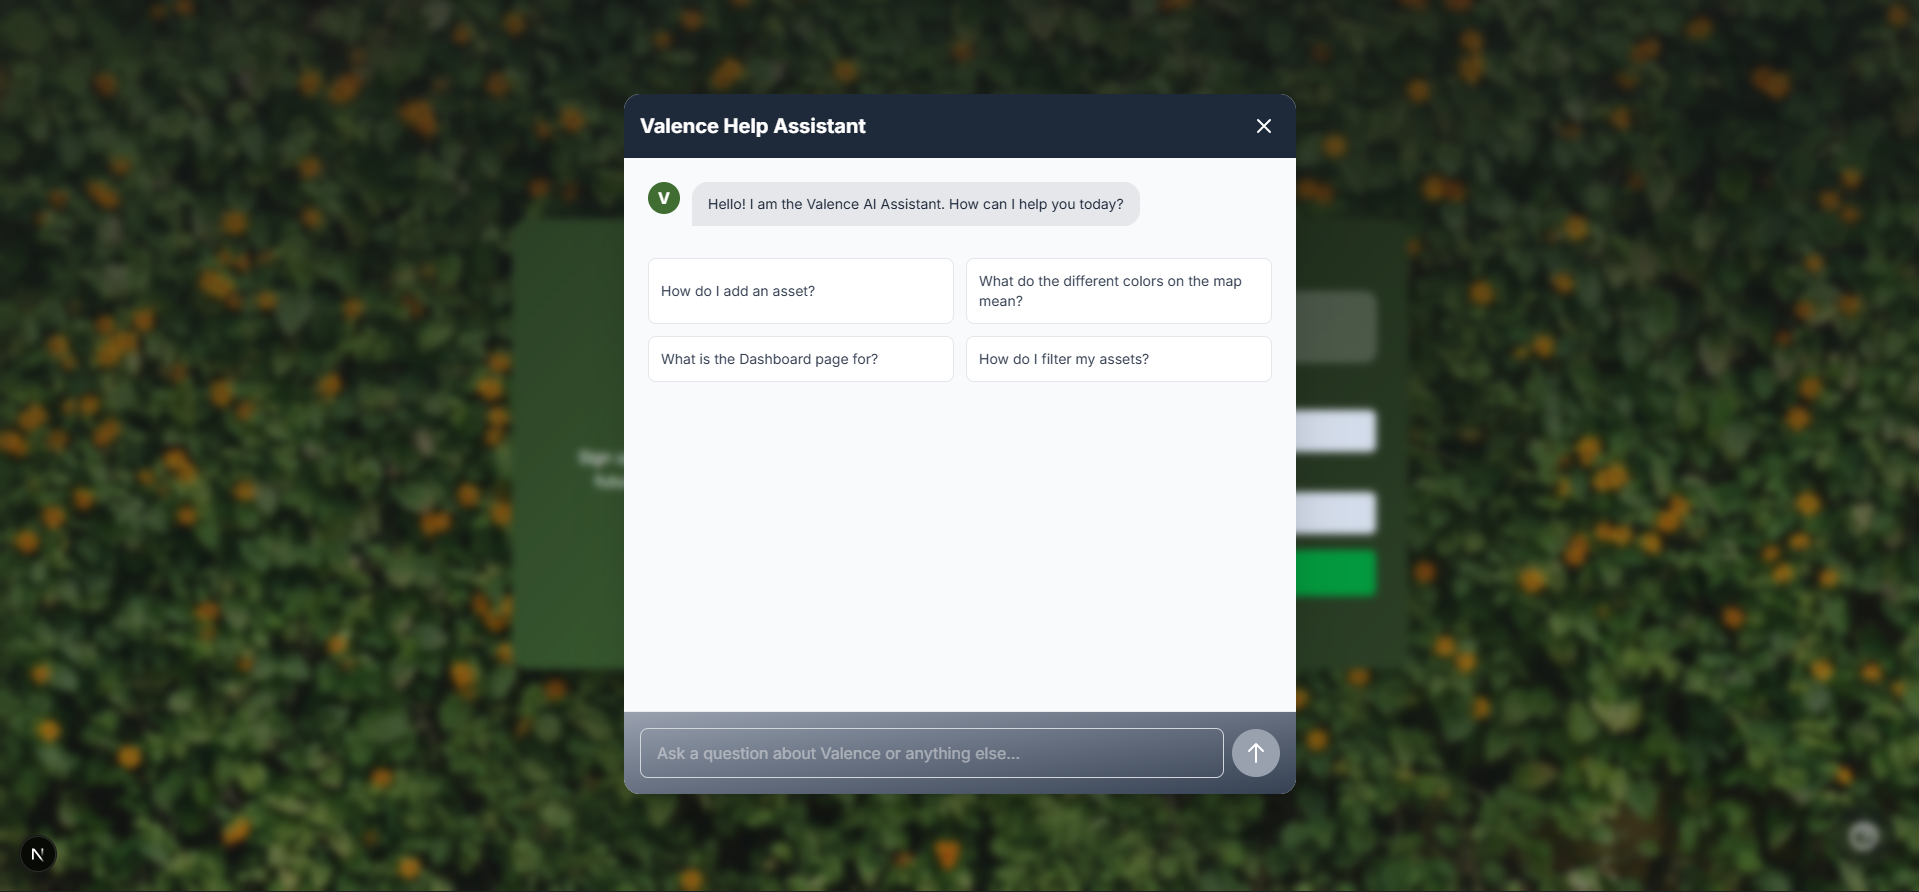 Valence Help Assistant
V
Hello! I am the Valence AI Assistant. How can I help you today?
How do I add an asset?
What do the different colors on the map
mean?
What is the Dashboard page for?
How do I filter my assets?
Ask a question about Valence or anything else...
N